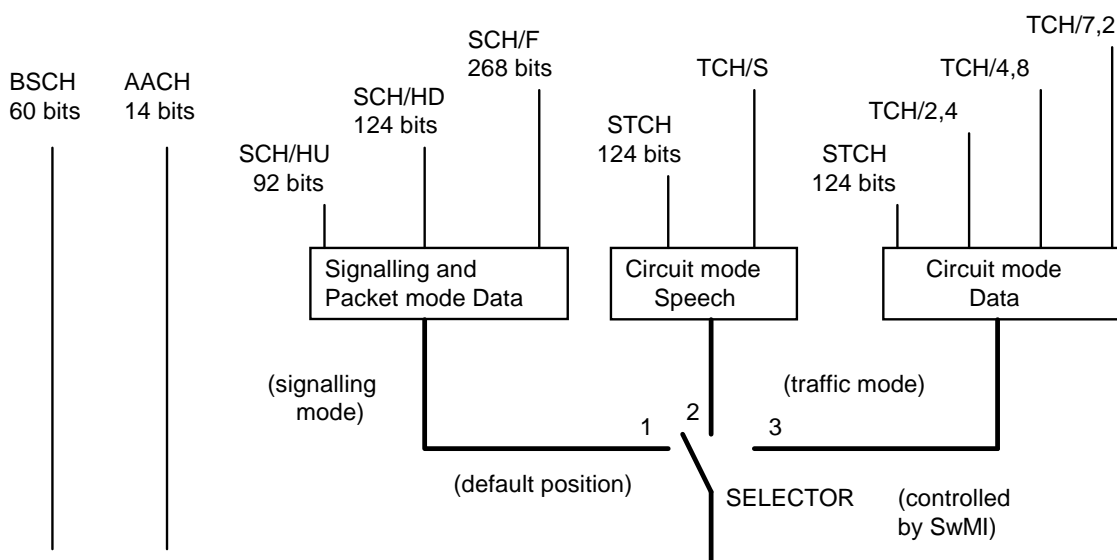 TCH/7,2
SCH/F
268 bits
TCH/S
TCH/4,8
BSCH
60 bits
AACH
14 bits
SCH/HD
124 bits
TCH/2,4
STCH
124 bits
STCH
124 bits
SCH/HU
92 bits
Signalling and
Packet mode Data
Circuit mode
Speech
Circuit mode
Data
(signalling
mode)
(traffic mode)
1
2
3
(default position)
SELECTOR
(controlled
by SwMI)